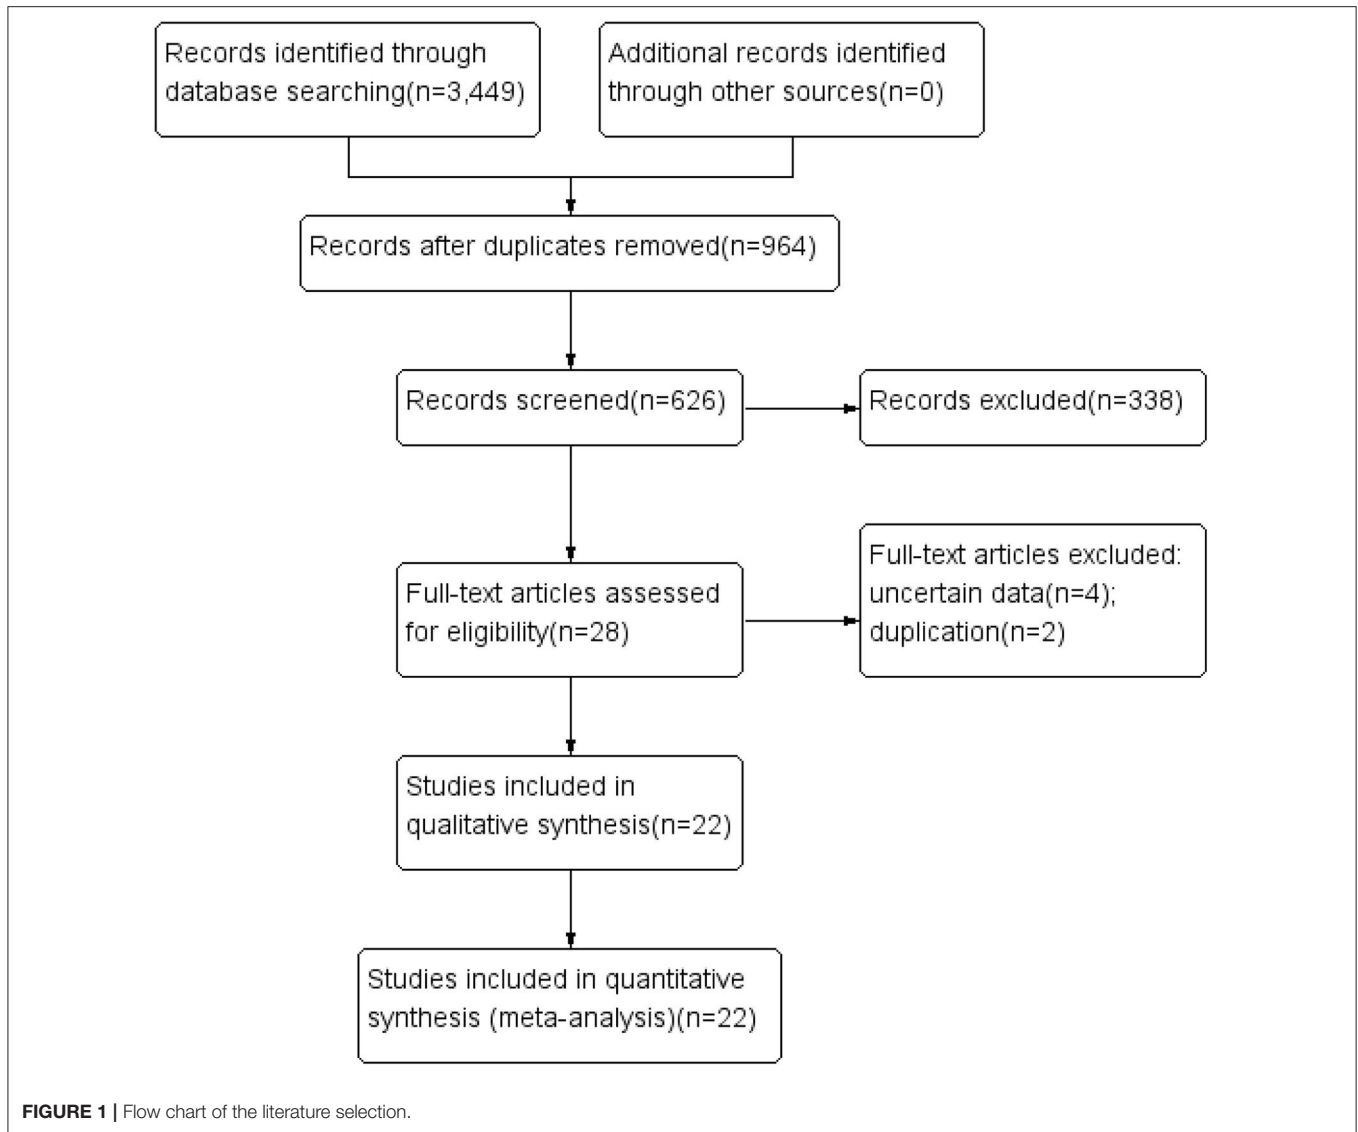 Records identified through
database searching(n=3,449)
Additional records identified
through other sources(n=0)
Records after duplicates removed(n=964)
Records screened(n=626)
Records excluded(n=338)
Full-text articles assessed
for eligibility(n=28)
Full-text articles excluded:
uncertain data(n=4);
duplication(n=2)
Studies included in
qualitative synthesis(n=22)
Studies included in quantitative
synthesis (meta-analysis)(n=22)
FIGURE 1 | Flow chart of the literature selection.